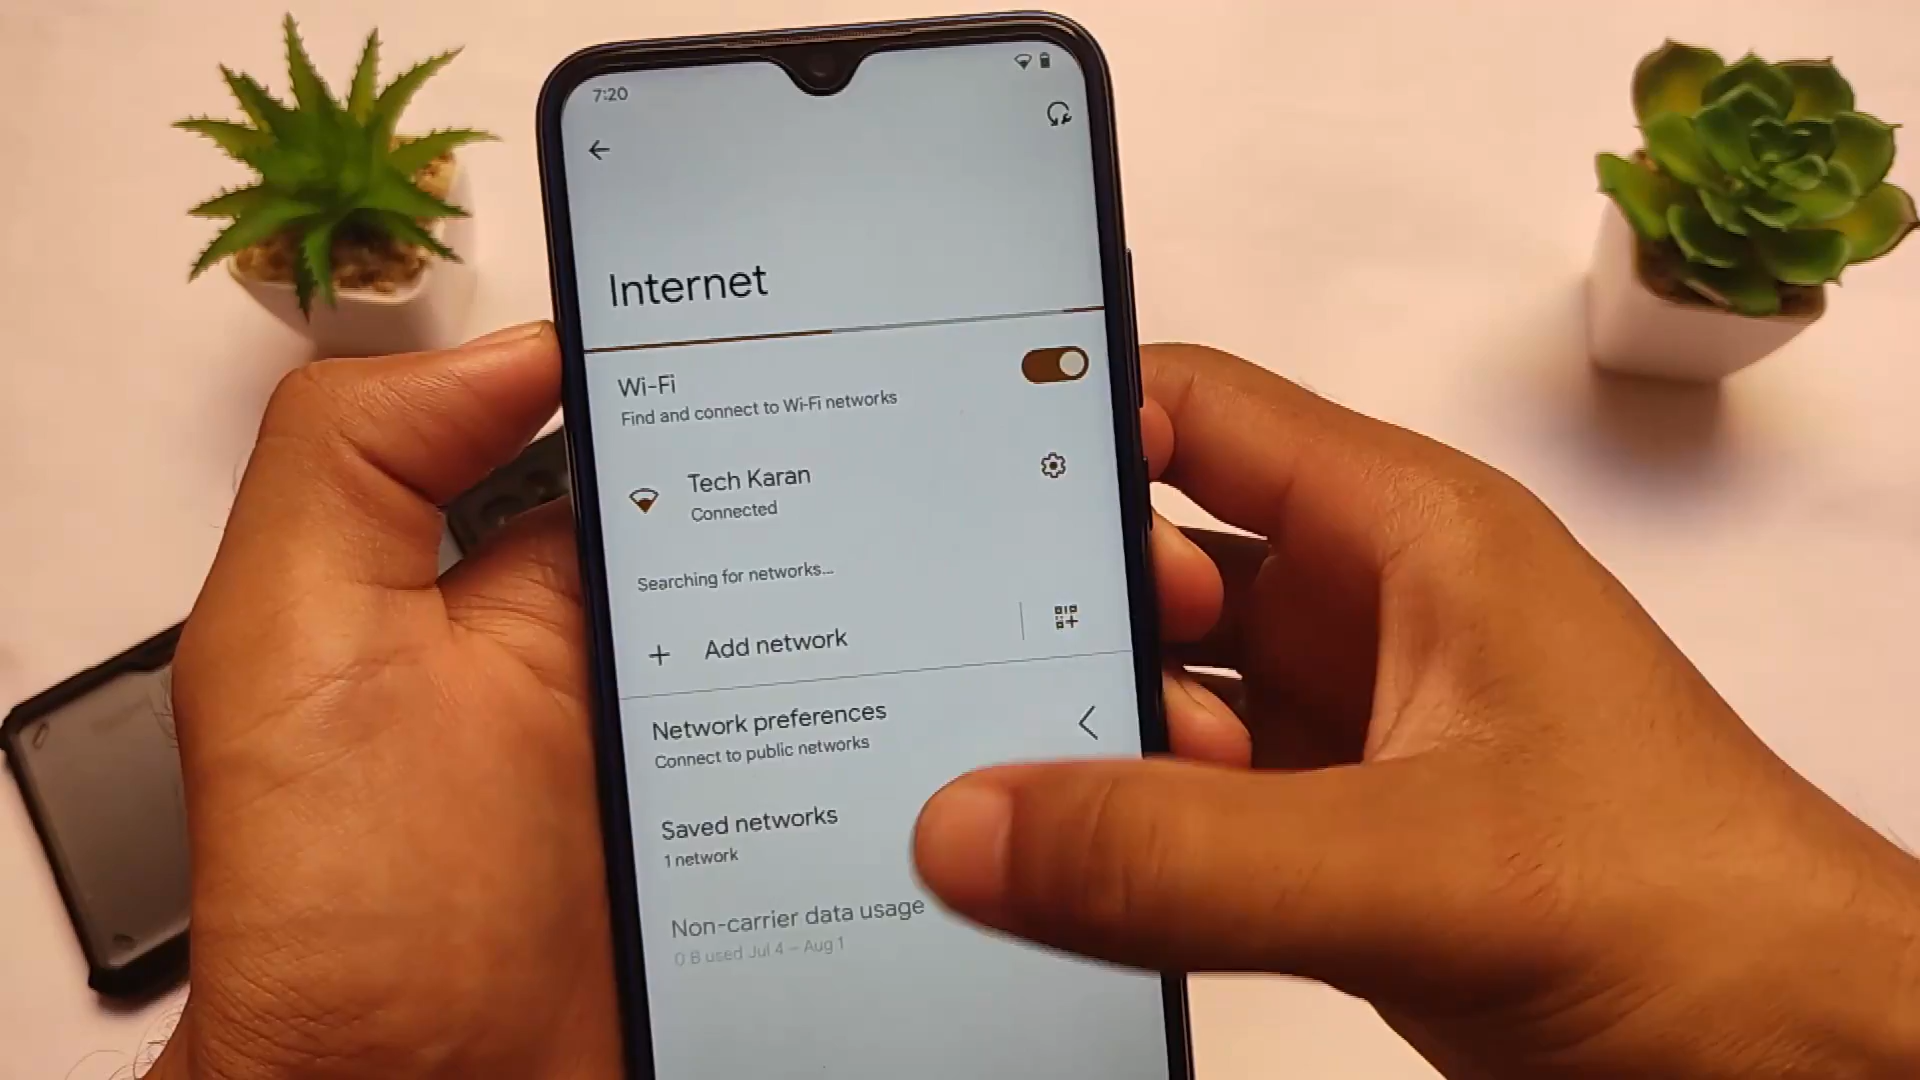 7:20
Internet
Wi-Fi
Find and connect to Wi-Fi networks
Tech Karan
Connected
Searching for networks...
Add network
Network preferences
Connect to public networks
Saved networks
1 network
Non-carrier data usage
0 B used Jul 4 – Aug 1